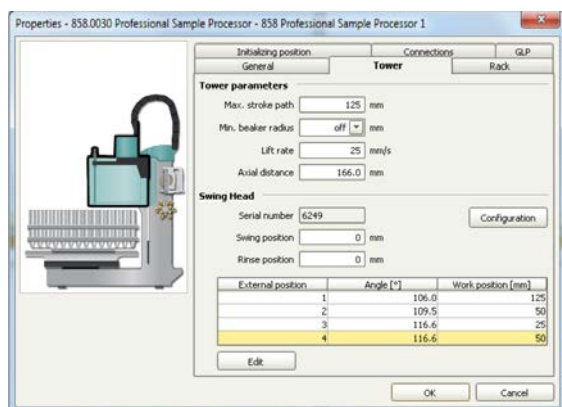 Properties - 858.0030 Professional Sample Processor - 858 Professional Sample Processor 1
Initializing position Connections GLP
General Tower Rack
Tower parameters
Max. stroke path 125 mm
Min. beaker radius off mm
Lift rate 25 mm/s
Axial distance 166.0 mm
Swing Head
Serial number 6249 Configuration
Swing position 0 mm
Rinse position 0 mm
External position Angle [°] Work position [mm]
1 106.0 125
2 109.5 50
3 116.6 25
4 116.6 50
Edit
OK Cancel